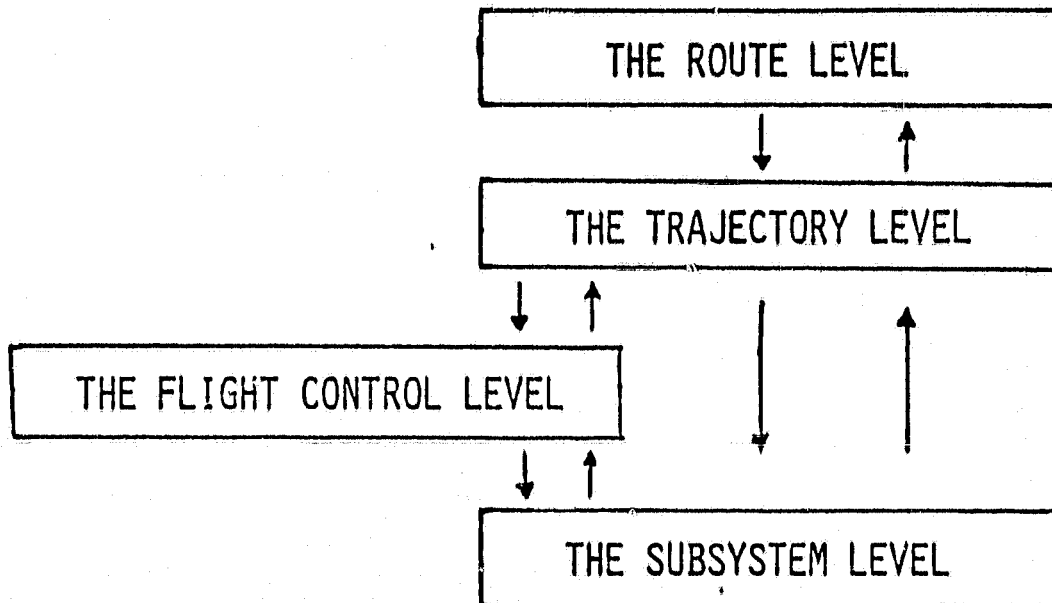 THE ROUTE LEVEL
THE TRAJECTORY LEVEL
THE FLIGHT CONTROL LEVEL
THE SUBSYSTEM LEVEL